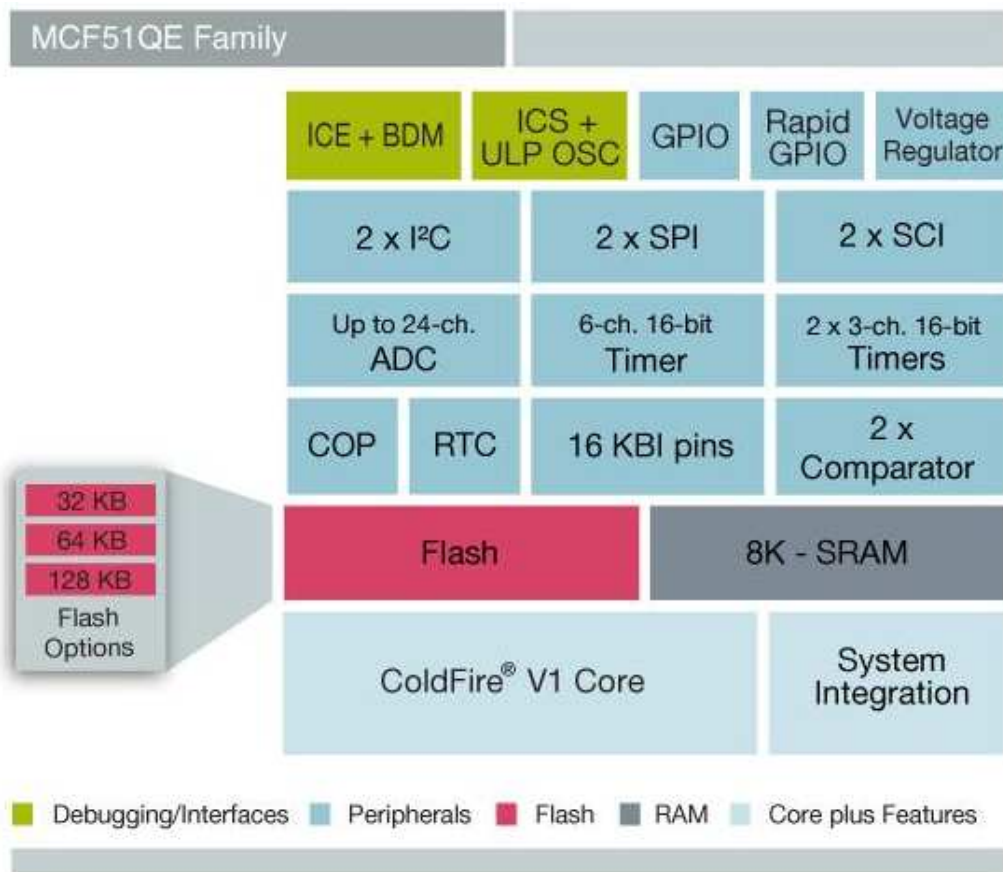 MCF51QE Family
ICE + BDM
ICS +
ULP OSC
GPIO
Rapid
GPIO
Voltage
Regulator
2 x I²C
2 x SPI
2 x SCI
Up to 24-ch.
ADC
6-ch. 16-bit
Timer
2 x 3-ch. 16-bit
Timers
COP
RTC
16 KBI pins
2 x
Comparator
32 KB
64 KB
128 KB
Flash
Options
Flash
8K - SRAM
ColdFire® V1 Core
System
Integration
Debugging/Interfaces
Peripherals
Flash
RAM
Core plus Features